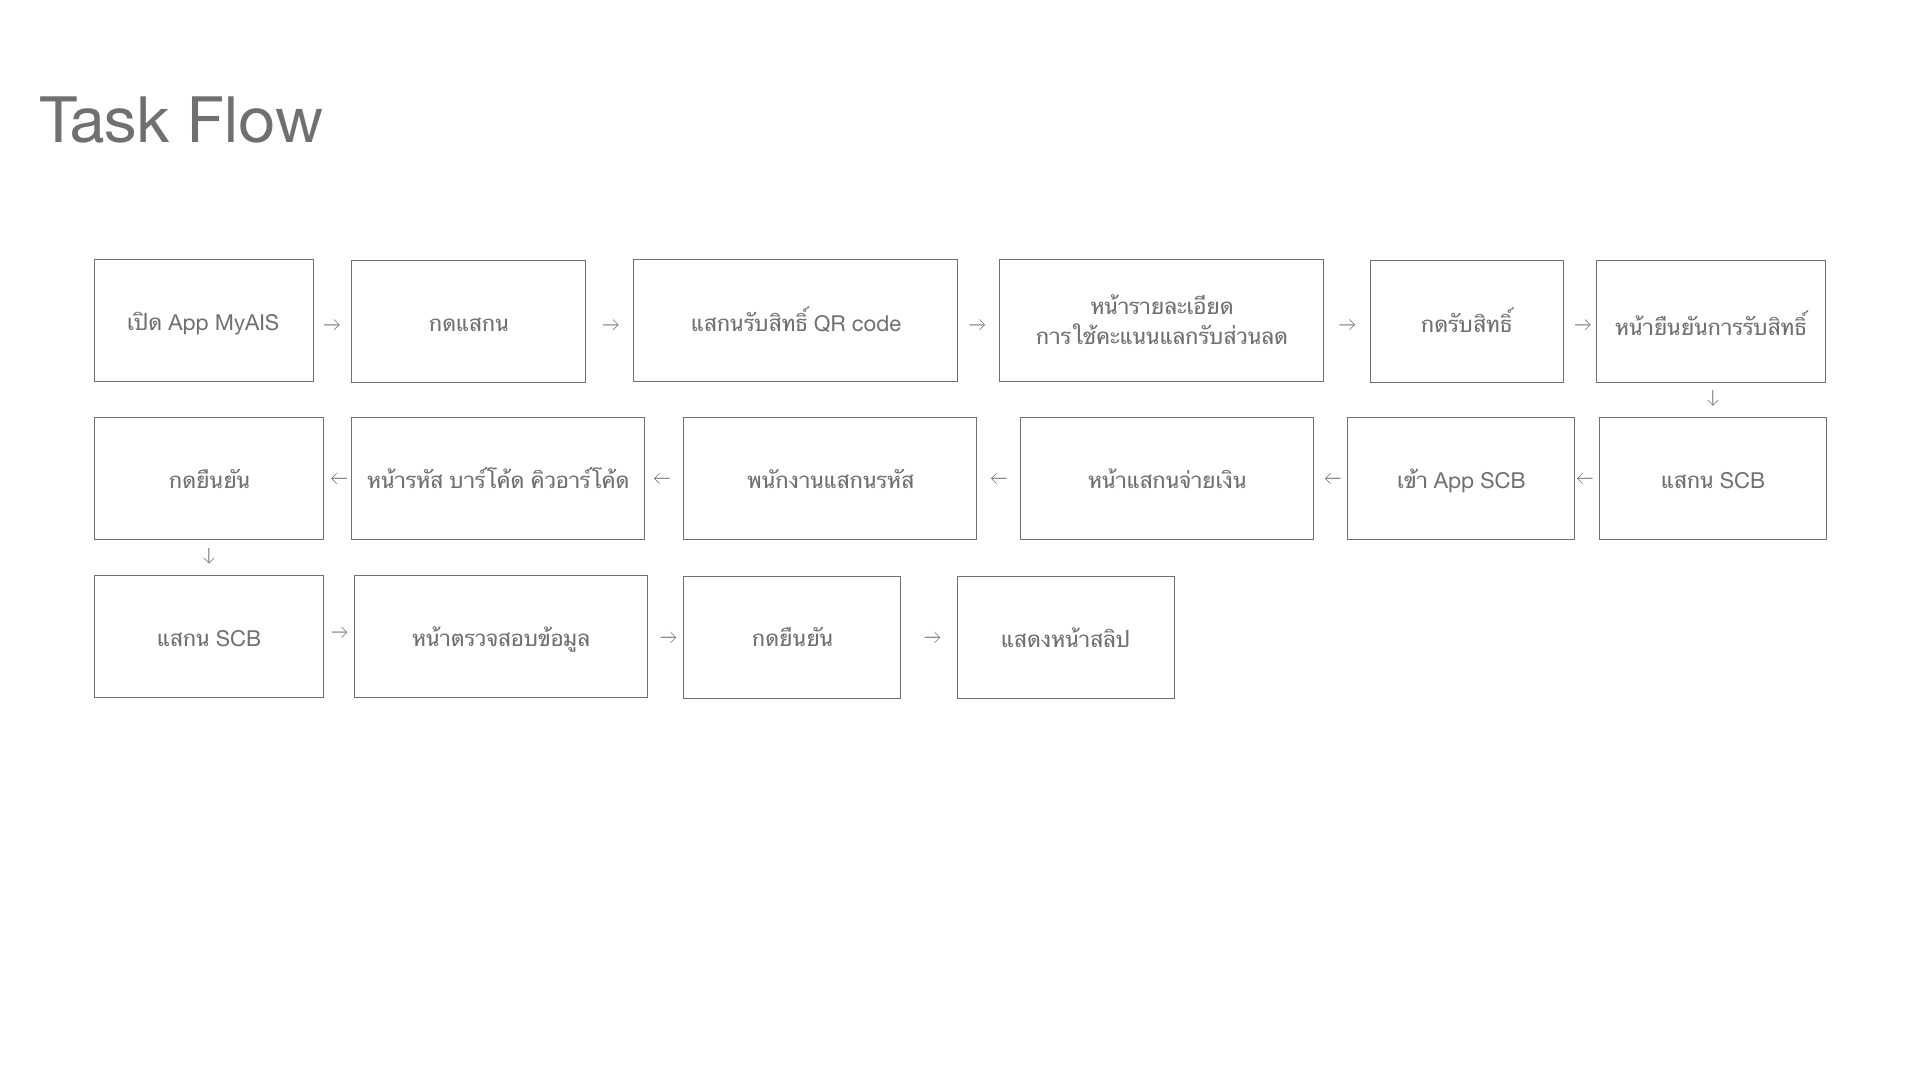 Task Flow
เปิด App MyAIS
กดแสกน
แสกนรับสิทธิ์ QR code
หน้ารายละเอียด
การใช้คะแนนแลกรับส่วนลด
กดรับสิทธิ์
หน้ายืนยันการรับสิทธิ์
แสกน SCB
เข้า App SCB
หน้าแสกนจ่ายเงิน
พนักงานแสกนรหัส
หน้ารหัส บาร์โค้ด คิวอาร์โค้ด
กดยืนยัน
แสกน SCB
หน้าตรวจสอบข้อมูล
กดยืนยัน
แสดงหน้าสลิป